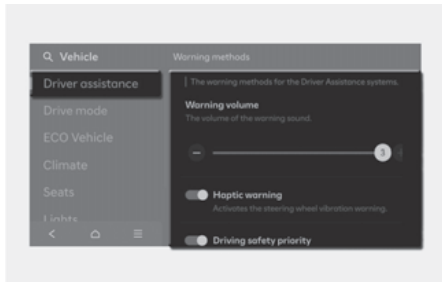 Vehicle
Warning methods
Driver assistance
The warning methods for the Driver Assistance systems.
Drive mode
Warning volume
The volume of the warning sound.
ECO Vehicle
3
Climate
Seats
Haptic warning
Activates the steering wheel vibration warning.
Lights
Driving safety priority